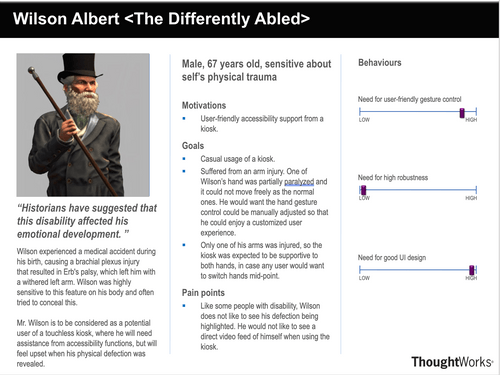 Wilson Albert <The Differently Abled>
“Historians have suggested that
this disability affected his
emotional development. ”
Wilson experienced a medical accident during
his birth, causing a brachial plexus injury
that resulted in Erb's palsy, which left him with
a withered left arm. Wilson was highly
sensitive to this feature on his body and often
tried to conceal this.
Mr. Wilson is to be considered as a potential
user of a touchless kiosk, where he will need
assistance from accessibility functions, but will
feel upset when his physical defection was
revealed.
Male, 67 years old, sensitive about
self's physical trauma
Motivations
User-friendly accessibility support from a
kiosk.
Goals
Casual usage of a kiosk.
Suffered from an arm injury. One of
Wilson's hand was partially paralyzed and
it could not move freely as the normal
ones. He would want the hand gesture
control could be manually adjusted so that
he could enjoy a customized user
experience.
Only one of his arms was injured, so the
kiosk was expected to be supportive to
both hands, in case any user would want
to switch hands mid-point.
Pain points
Like some people with disability, Wilson
does not like to see his defection being
highlighted. He would not like to see a
direct video feed of himself when using the
kiosk.
Behaviours
Need for user-friendly gesture control
LOW HIGH
Need for high robustness
LOW HIGH
Need for good UI design
LOW HIGH
ThoughtWorks